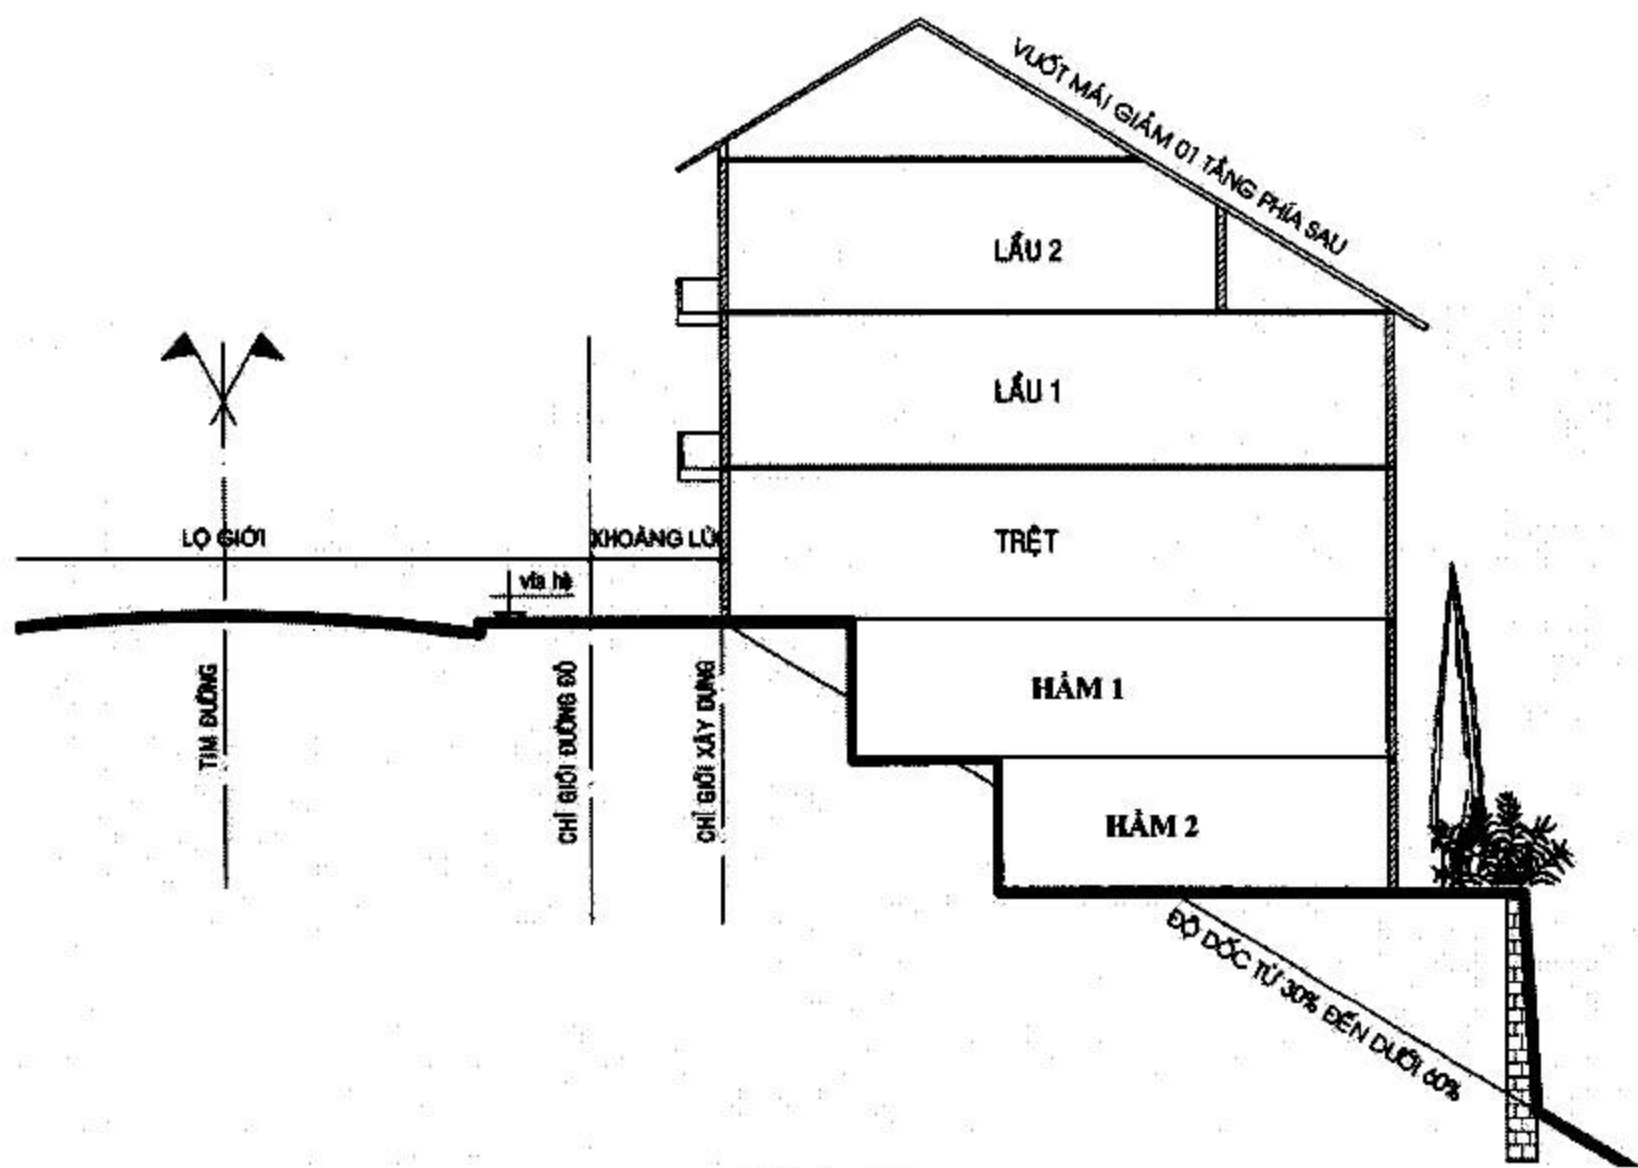 VUỐT MÁI GIẢM 01 TẦNG PHÍA SAU
LẦU 2
LẦU 1
LỘ GIỚI
KHOẢNG LÙI
TRỆT
vỉa hè
TIM ĐƯỜNG
CHỈ GIỚI ĐƯỜNG ĐỎ
CHỈ GIỚI XÂY DỰNG
HẦM 1
HẦM 2
ĐỘ DỐC TỪ 30% ĐẾN DƯỚI 60%